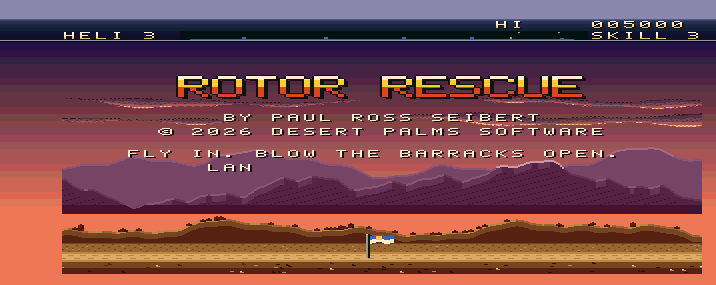 HI 005000
HELI 3 SKILL 3
ROTOR RESCUE
BY PAUL ROSS SEIBERT
© 2026 DESERT PALMS SOFTWARE
FLY IN. BLOW THE BARRACKS OPEN.
LAN